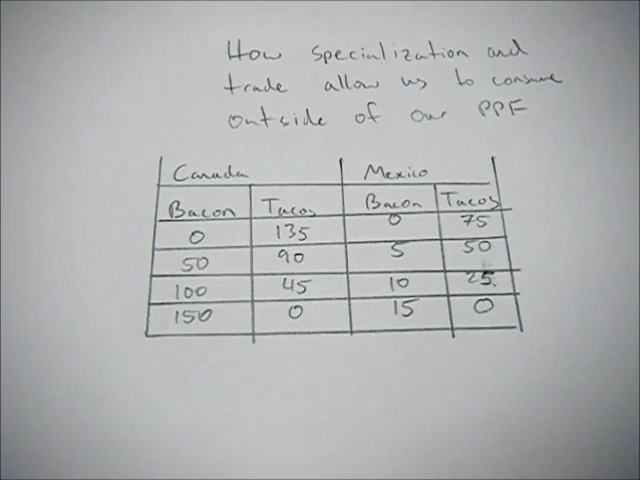 How specialization and
trade allow us to consume
outside of our PPF
Canada Mexico
Bacon Tacos Bacon Tacos
0 135 0 75
50 90 5 50
100 45 10 25
150 0 15 0